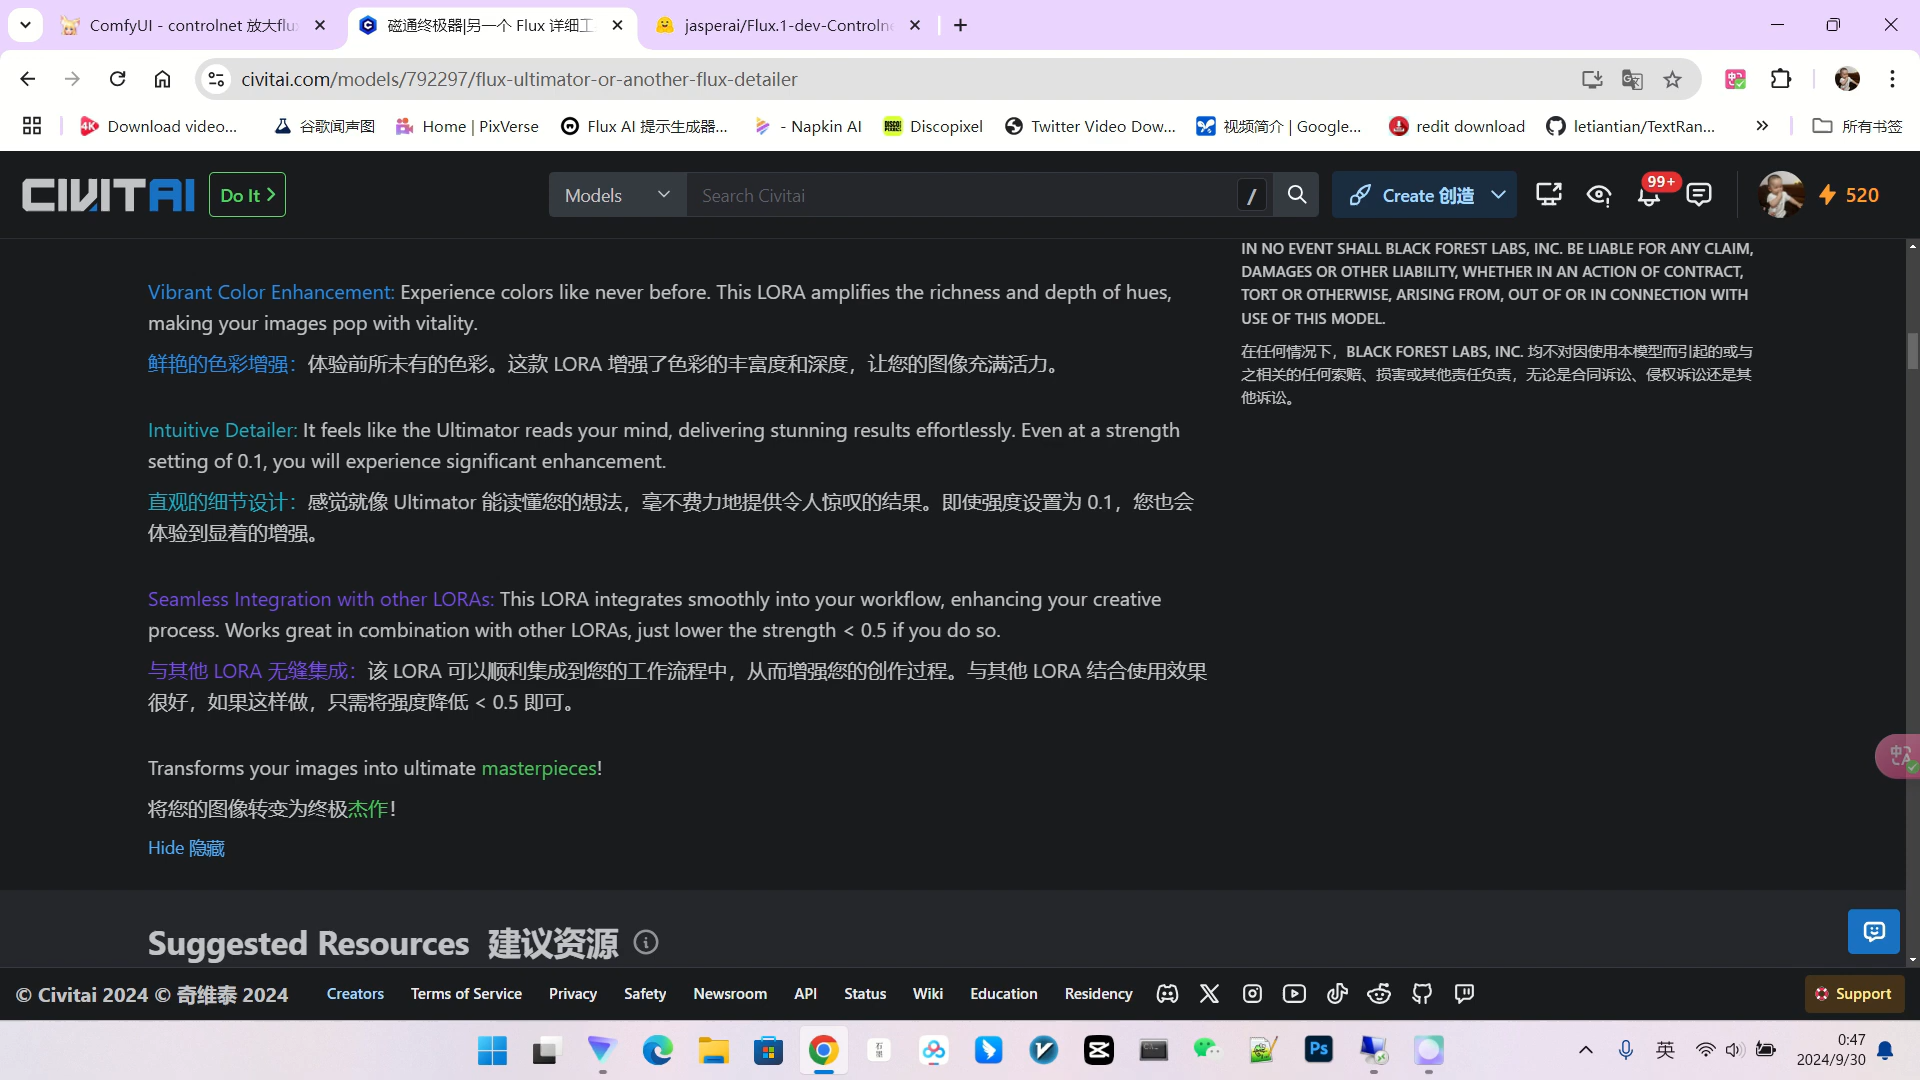 ComfyUI - controlnet 放大flu
磁通终极器|另一个 Flux 详细工
jasperai/Flux.1-dev-Controlne
civitai.com/models/792297/flux-ultimator-or-another-flux-detailer
Download video...
谷歌闻声图
Home | PixVerse
Flux AI 提示生成器...
- Napkin AI
Discopixel
Twitter Video Dow...
视频简介 | Google...
redit download
letiantian/TextRan...
所有书签
CIVITAI
Do It
Models
Search Civitai
/
Create 创造
99+
520
IN NO EVENT SHALL BLACK FOREST LABS, INC. BE LIABLE FOR ANY CLAIM,
DAMAGES OR OTHER LIABILITY, WHETHER IN AN ACTION OF CONTRACT,
TORT OR OTHERWISE, ARISING FROM, OUT OF OR IN CONNECTION WITH
USE OF THIS MODEL.
在任何情况下，BLACK FOREST LABS, INC. 均不对因使用本模型而引起的或与
之相关的任何索赔、损害或其他责任负责，无论是合同诉讼、侵权诉讼还是其
他诉讼。
Vibrant Color Enhancement: Experience colors like never before. This LORA amplifies the richness and depth of hues,
making your images pop with vitality.
鲜艳的色彩增强：体验前所未有的色彩。这款 LORA 增强了色彩的丰富度和深度，让您的图像充满活力。
Intuitive Detailer: It feels like the Ultimator reads your mind, delivering stunning results effortlessly. Even at a strength
setting of 0.1, you will experience significant enhancement.
直观的细节设计：感觉就像 Ultimator 能读懂您的想法，毫不费力地提供令人惊叹的结果。即使强度设置为 0.1，您也会
体验到显着的增强。
Seamless Integration with other LORAs: This LORA integrates smoothly into your workflow, enhancing your creative
process. Works great in combination with other LORAs, just lower the strength < 0.5 if you do so.
与其他 LORA 无缝集成：该 LORA 可以顺利集成到您的工作流程中，从而增强您的创作过程。与其他 LORA 结合使用效果
很好，如果这样做，只需将强度降低 < 0.5 即可。
Transforms your images into ultimate masterpieces!
将您的图像转变为终极杰作！
Hide 隐藏
Suggested Resources 建议资源
© Civitai 2024 © 奇维泰 2024
Creators
Terms of Service
Privacy
Safety
Newsroom
API
Status
Wiki
Education
Residency
Support
Ps
英
0:47
2024/9/30